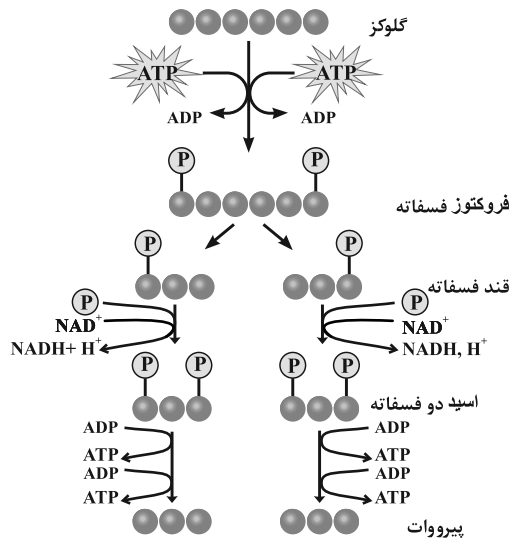 گلوکز
ATP ATP
ADP ADP
P P
فروکتوز فسفاته
P P
قند فسفاته
P P
NAD+ NAD+
NADH+ H+ NADH, H+
P P P P
اسید دو فسفاته
ADP ADP
ATP ATP
ADP ADP
ATP ATP
پیرووات